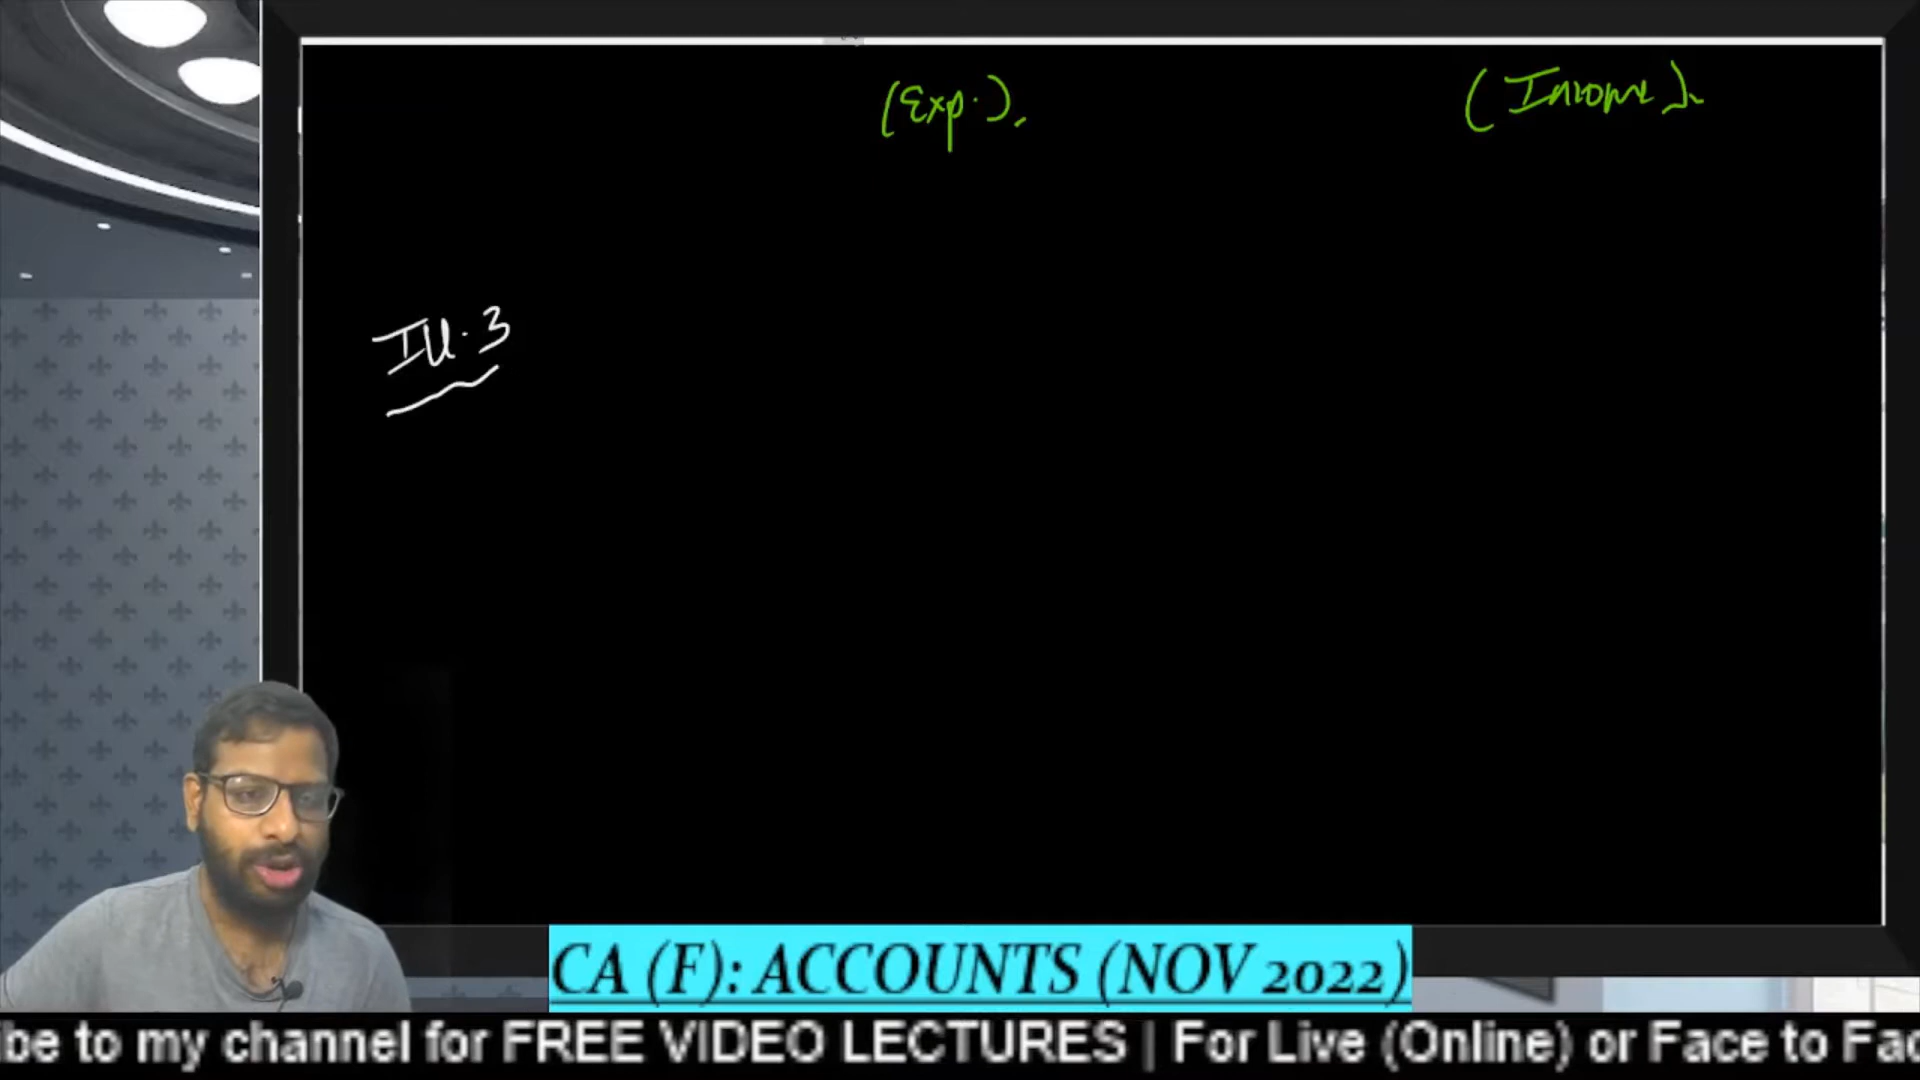 (Exp.)
(Income)
Ill. 3
CA (F): ACCOUNTS (NOV 2022)
be to my channel for FREE VIDEO LECTURES | For Live (Online) or Face to Fac